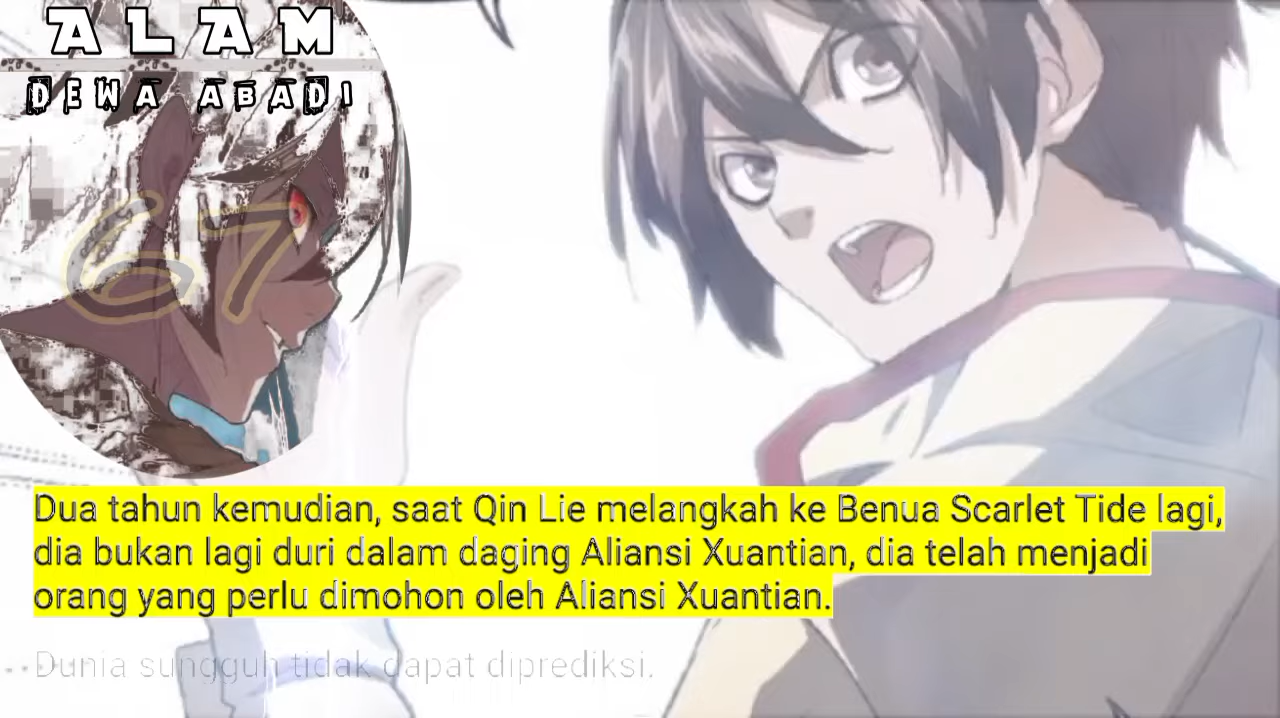 ALAM
DEWA ABADI
67
Dua tahun kemudian, saat Qin Lie melangkah ke Benua Scarlet Tide lagi,
dia bukan lagi duri dalam daging Aliansi Xuantian, dia telah menjadi
orang yang perlu dimohon oleh Aliansi Xuantian.
Dunia sungguh tidak dapat diprediksi.